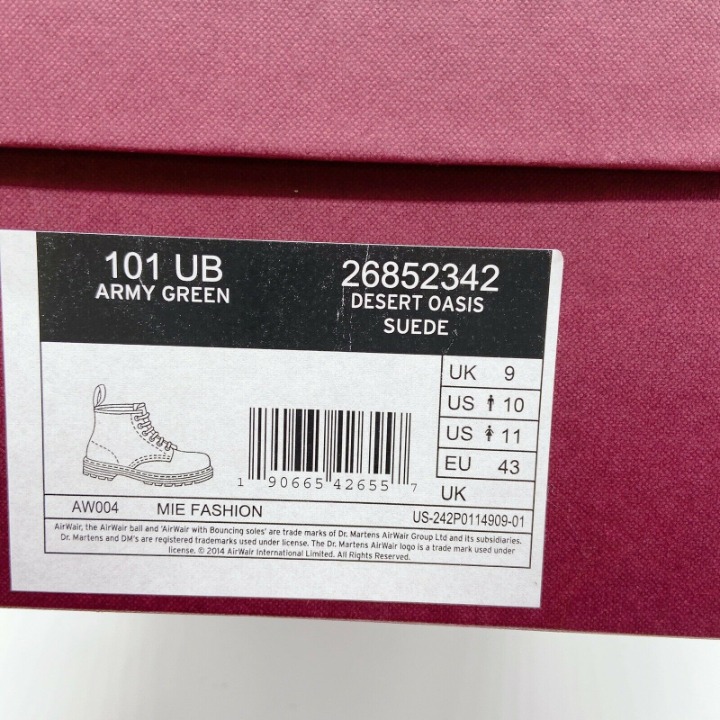 101 UB
ARMY GREEN
26852342
DESERT OASIS
SUEDE
UK 9
US 10
US 11
EU 43
UK
1 90665 42655 7
AW004 MIE FASHION
US-242P0114909-01
AirWair, the AirWair ball and 'AirWair with Bouncing soles' are trade marks of Dr. Martens AirWair Group Ltd and its subsidiaries.
Dr. Martens and DM's are registered trademarks used under license. The Dr. Martens AirWair logo is a trade mark used under
license. © 2014 AirWair International Limited. All Rights Reserved.